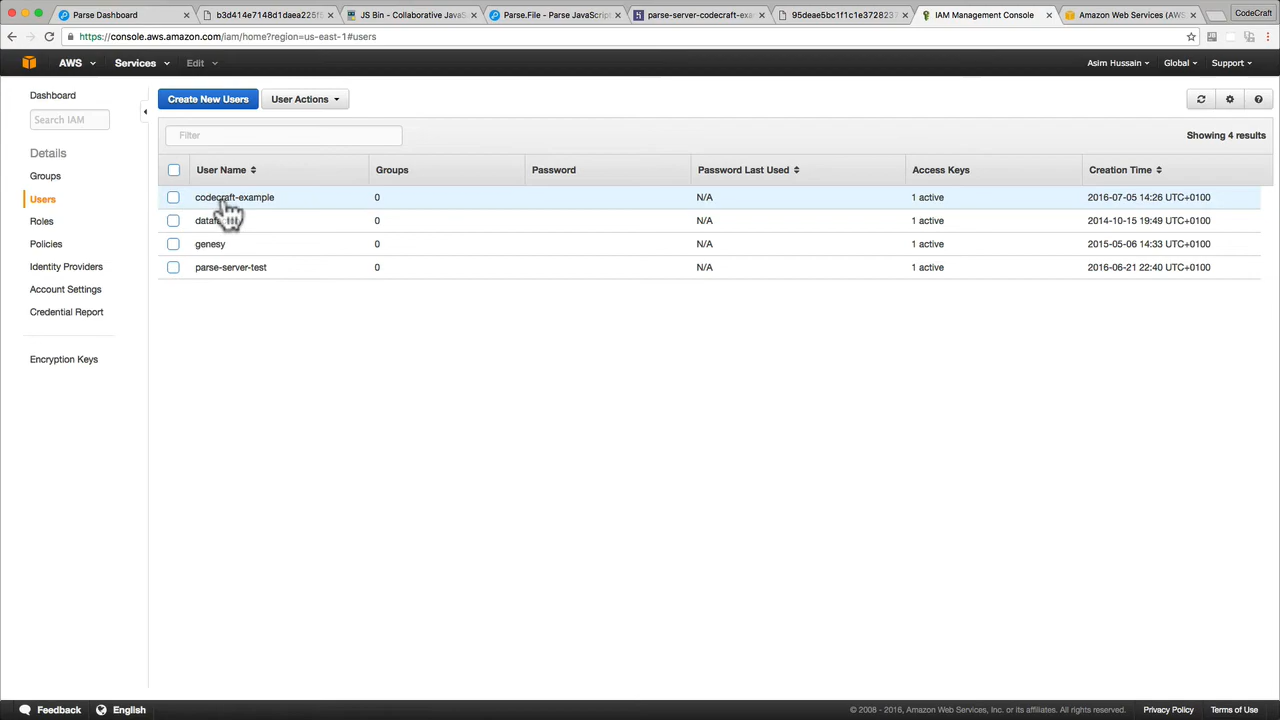 Parse Dashboard
b3d414e7148d1daea225f
JS Bin - Collaborative JavaS
Parse.File - Parse JavaScript
parse-server-codecraft-exa
95deae5bc1f1c1e3728237
IAM Management Console
Amazon Web Services (AWS
CodeCraft
https://console.aws.amazon.com/iam/home?region=us-east-1#users
AWS Services Edit Asim Hussain Global Support
Dashboard
Search IAM
Details
Groups
Users
Roles
Policies
Identity Providers
Account Settings
Credential Report
Encryption Keys
Create New Users User Actions
Filter Showing 4 results
User Name Groups Password Password Last Used Access Keys Creation Time
codecraft-example 0 N/A 1 active 2016-07-05 14:26 UTC+0100
0 N/A 1 active 2014-10-15 19:49 UTC+0100
genesy 0 N/A 1 active 2015-05-06 14:33 UTC+0100
parse-server-test 0 N/A 1 active 2016-06-21 22:40 UTC+0100
Feedback English © 2008 - 2016, Amazon Web Services, Inc. or its affiliates. All rights reserved. Privacy Policy Terms of Use